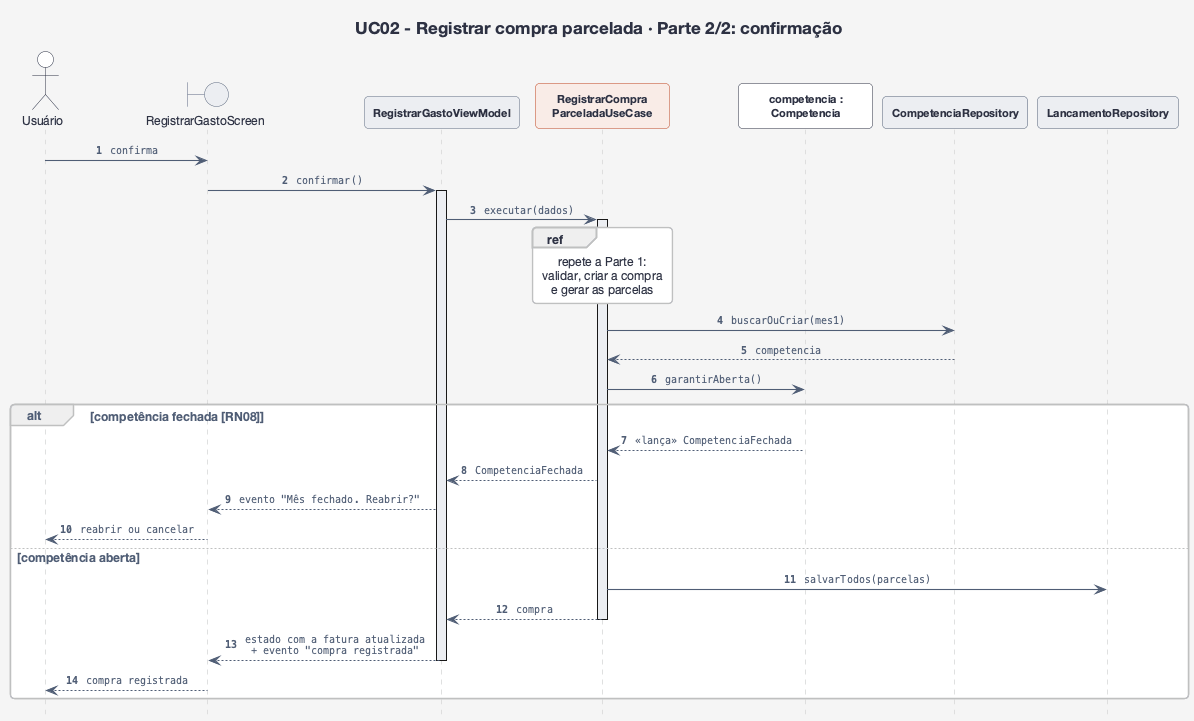 UC02 - Registrar compra parcelada · Parte 2/2: confirmação
Usuário
RegistrarGastoScreen
RegistrarGastoViewModel
RegistrarCompra
ParceladaUseCase
competencia :
Competencia
CompetenciaRepository
LancamentoRepository
1 confirma
2 confirmar()
3 executar(dados)
ref
repete a Parte 1:
validar, criar a compra
e gerar as parcelas
4 buscarOuCriar(mes1)
5 competencia
6 garantirAberta()
alt [competência fechada [RN08]]
7 «lança» CompetenciaFechada
8 CompetenciaFechada
9 evento "Mês fechado. Reabrir?"
10 reabrir ou cancelar
[competência aberta]
11 salvarTodos(parcelas)
12 compra
13 estado com a fatura atualizada
+ evento "compra registrada"
14 compra registrada